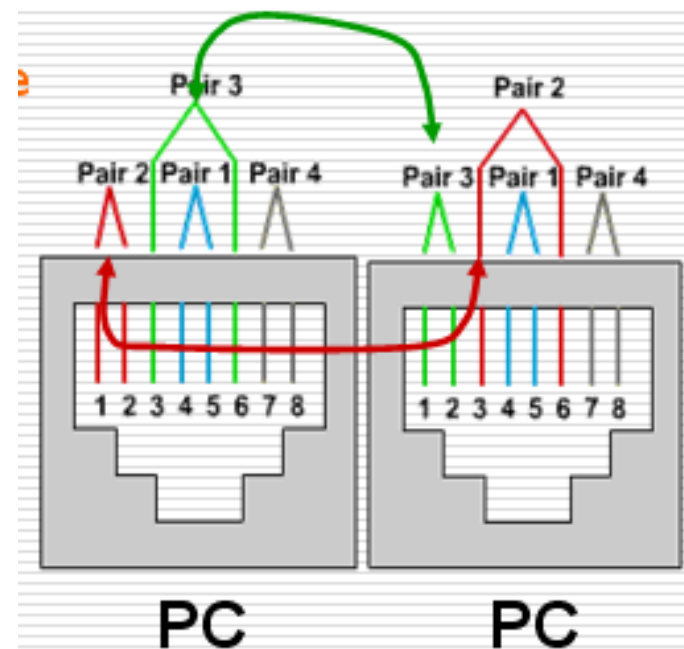 e
Pair 3
Pair 2
Pair 2 Pair 1 Pair 4
Pair 3 Pair 1 Pair 4
1 2 3 4 5 6 7 8
1 2 3 4 5 6 7 8
PC
PC